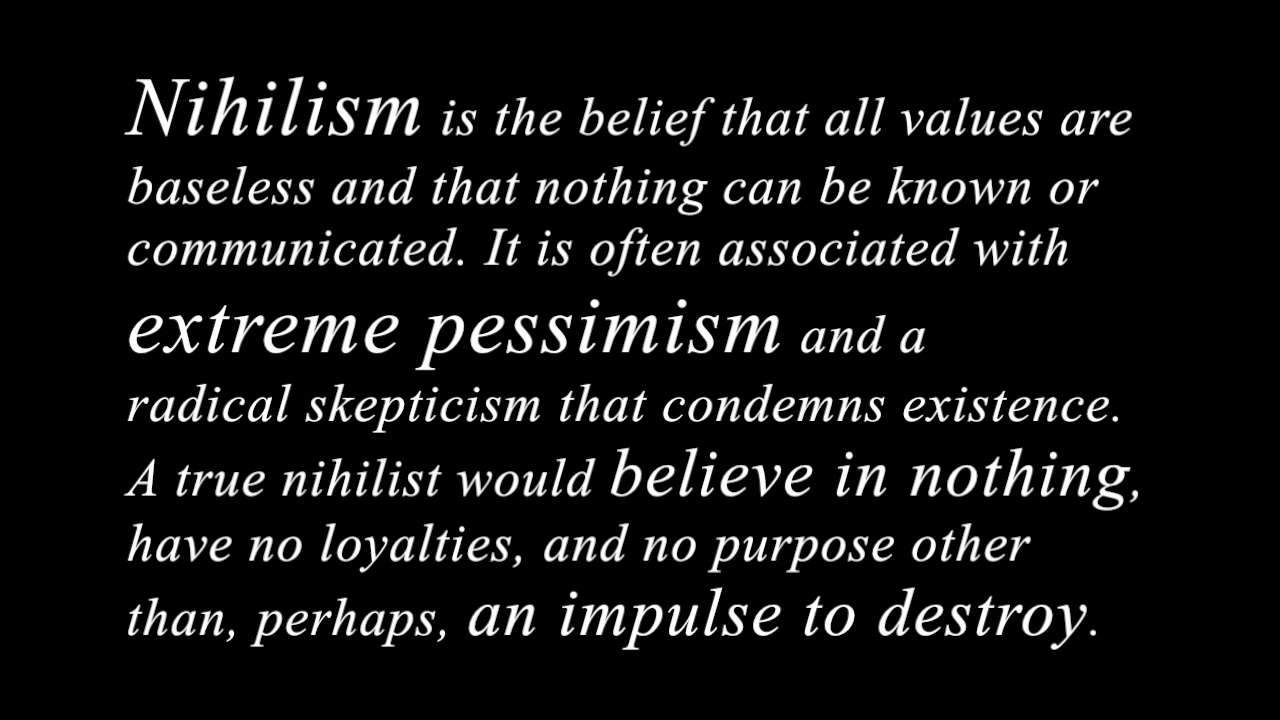 Nihilism is the belief that all values are
baseless and that nothing can be known or
communicated. It is often associated with
extreme pessimism and a
radical skepticism that condemns existence.
A true nihilist would believe in nothing,
have no loyalties, and no purpose other
than, perhaps, an impulse to destroy.